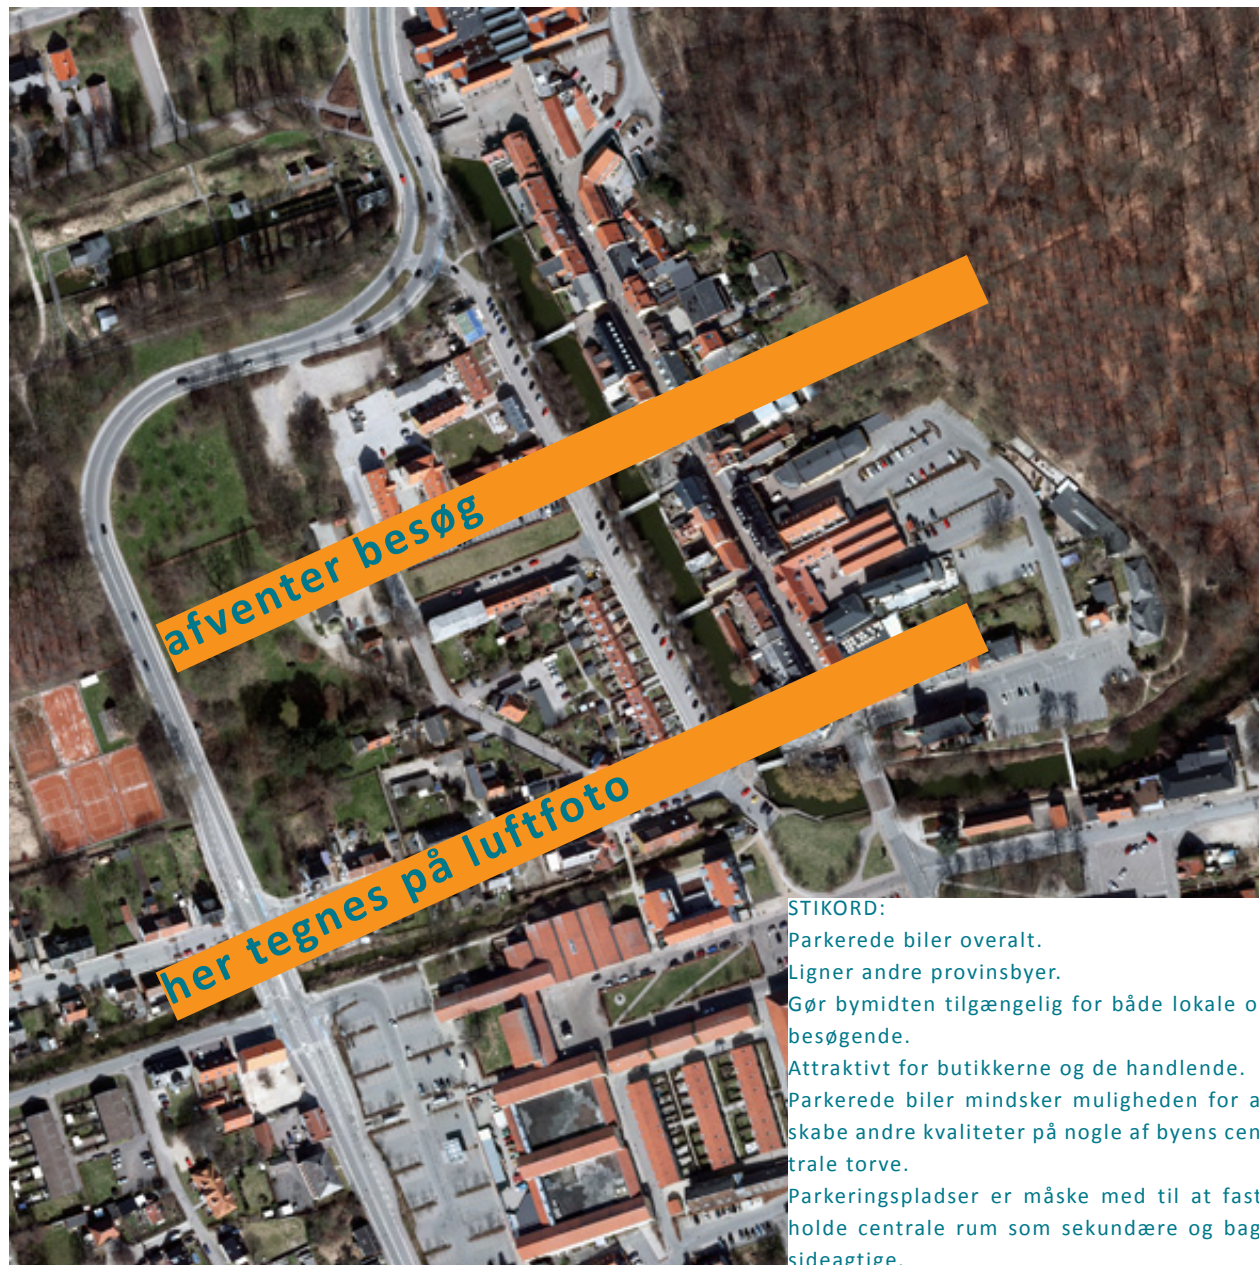 afventer besøg
her tegnes på luftfoto
STIKORD:
Parkerede biler overalt.
Ligner andre provinsbyer.
Gør bymidten tilgængelig for både lokale o
besøgende.
Attraktivt for butikkerne og de handlende.
Parkerede biler mindsker muligheden for a
skabe andre kvaliteter på nogle af byens cen
trale torve.
Parkeringspladser er måske med til at fast
holde centrale rum som sekundære og bag
sideagtige.